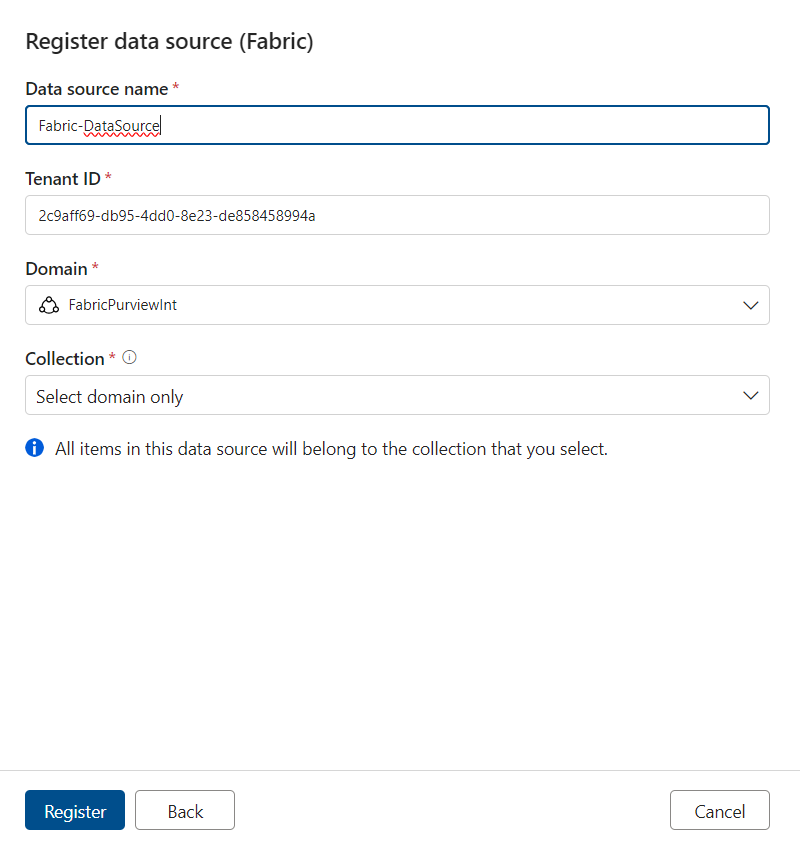 Register data source (Fabric)
Data source name *
Fabric-DataSource
Tenant ID *
2c9aff69-db95-4dd0-8e23-de858458994a
Domain *
FabricPurviewInt
Collection *
Select domain only
All items in this data source will belong to the collection that you select.
Register Back Cancel